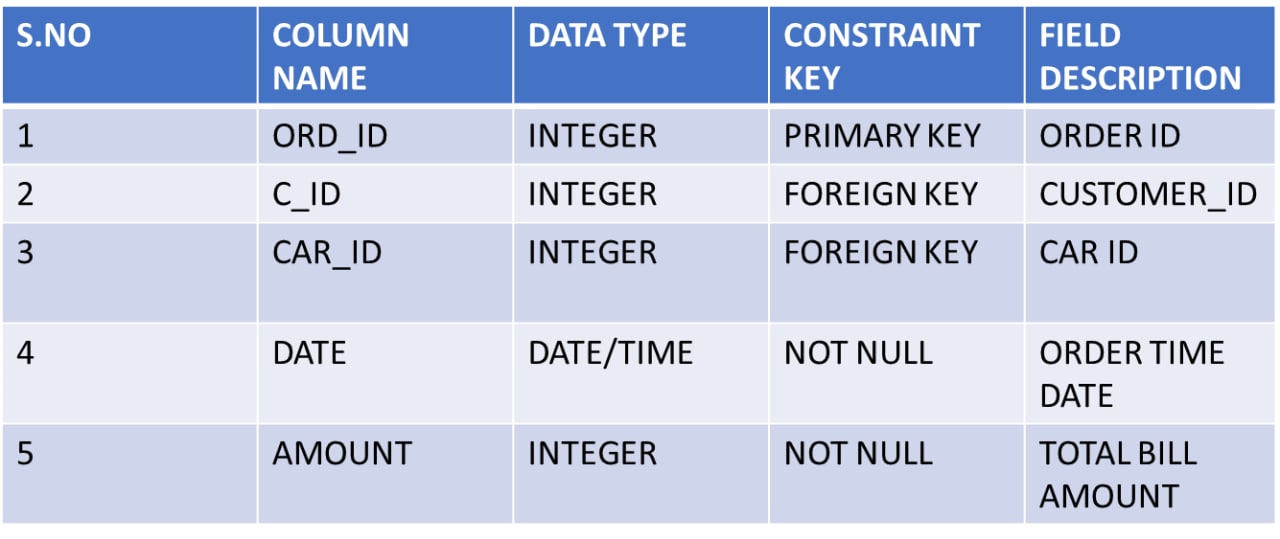 S.NO COLUMN NAME DATA TYPE CONSTRAINT KEY FIELD DESCRIPTION
1 ORD_ID INTEGER PRIMARY KEY ORDER ID
2 C_ID INTEGER FOREIGN KEY CUSTOMER_ID
3 CAR_ID INTEGER FOREIGN KEY CAR ID
4 DATE DATE/TIME NOT NULL ORDER TIME DATE
5 AMOUNT INTEGER NOT NULL TOTAL BILL AMOUNT